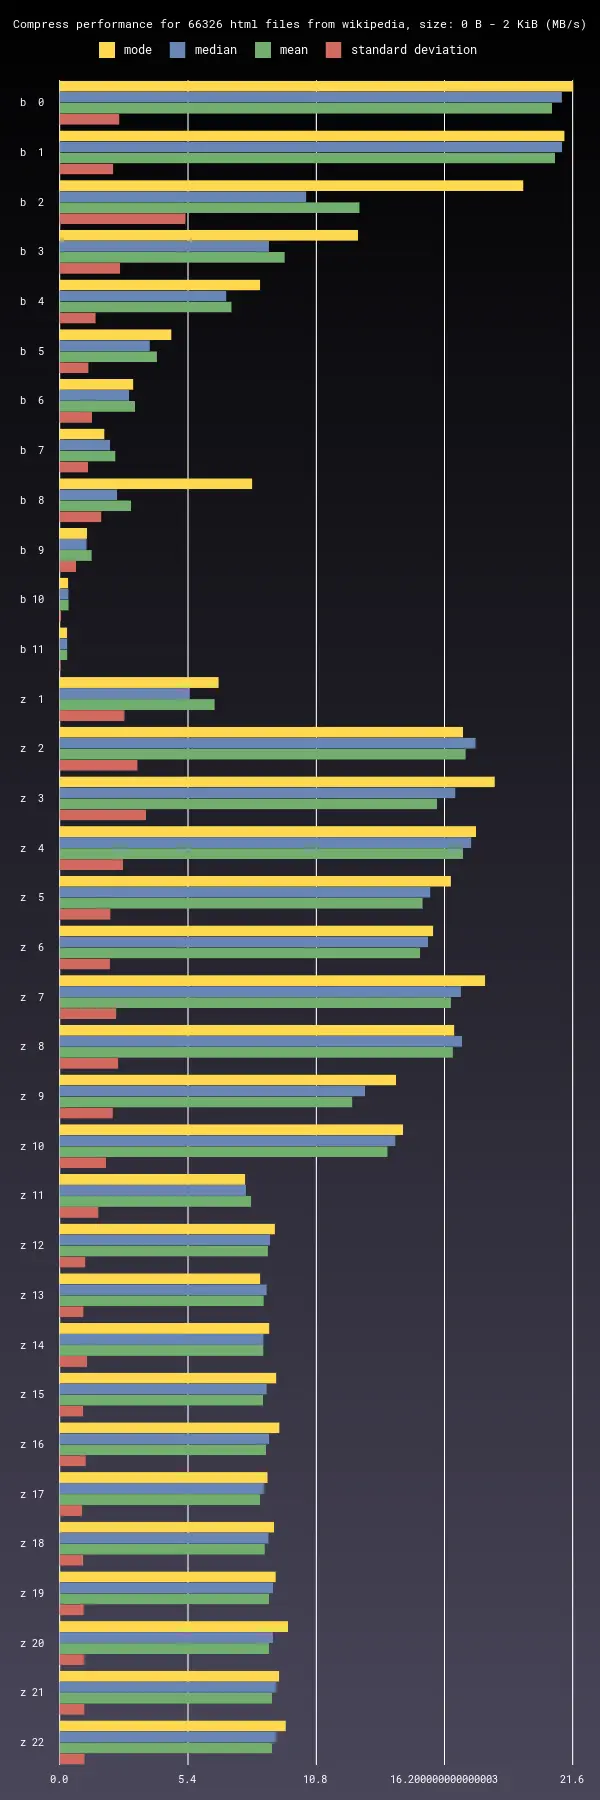 Compress performance for 66326 html files from wikipedia, size: 0 B - 2 KiB (MB/s)
mode median mean standard deviation
b 0
b 1
b 2
b 3
b 4
b 5
b 6
b 7
b 8
b 9
b 10
b 11
z 1
z 2
z 3
z 4
z 5
z 6
z 7
z 8
z 9
z 10
z 11
z 12
z 13
z 14
z 15
z 16
z 17
z 18
z 19
z 20
z 21
z 22
0.0 5.4 10.8 16.200000000000003 21.6